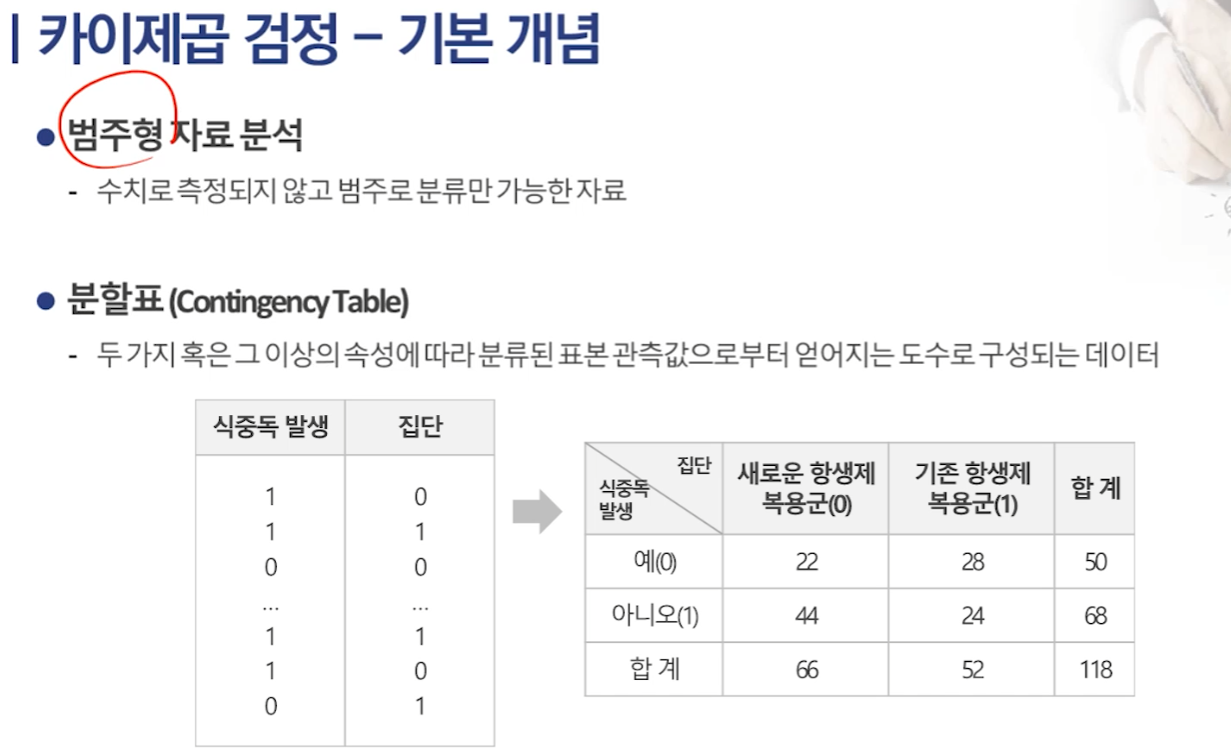 | 카이제곱 검정 – 기본 개념
● 범주형 자료 분석
- 수치로 측정되지 않고 범주로 분류만 가능한 자료
● 분할표 (Contingency Table)
- 두 가지 혹은 그 이상의 속성에 따라 분류된 표본 관측값으로부터 얻어지는 도수로 구성되는 데이터
식중독 발생 집단
1 0
1 1
0 0
... ...
1 1
1 0
0 1
집단
식중독
발생
새로운 항생제
복용군(0)
기존 항생제
복용군(1)
합 계
예(0) 22 28 50
아니오(1) 44 24 68
합 계 66 52 118